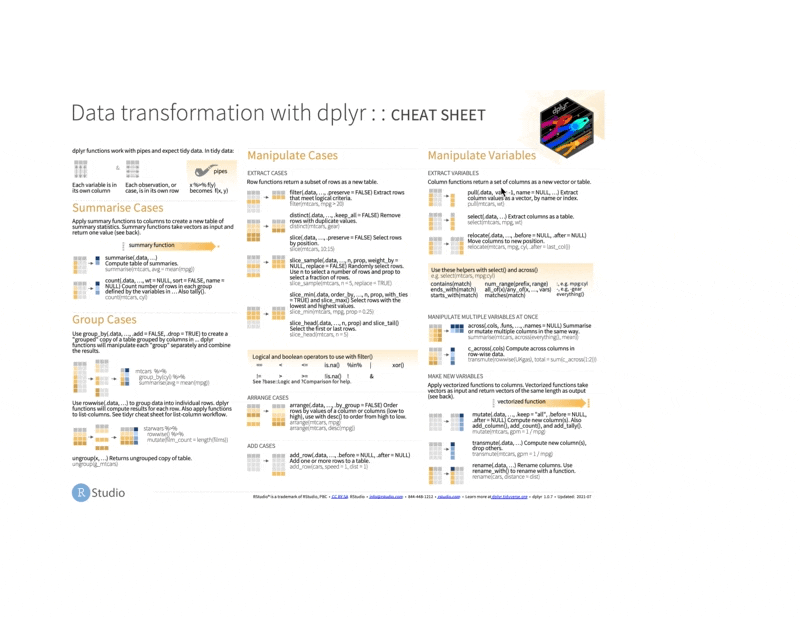 Data transformation with dplyr : : CHEAT SHEET
dplyr
dplyr functions work with pipes and expect tidy data. In tidy data:
&
pipes
Each variable is in
its own column
Each observation, or
case, is in its own row
x %>% f(y)
becomes f(x, y)
Summarise Cases
Apply summary functions to columns to create a new table of
summary statistics. Summary functions take vectors as input and
return one value (see back).
summary function
summarise(.data, …)
Compute table of summaries.
summarise(mtcars, avg = mean(mpg))
count(.data, …, wt = NULL, sort = FALSE, name =
NULL) Count number of rows in each group
defined by the variables in … Also tally().
count(mtcars, cyl)
Group Cases
Use group_by(.data, …, .add = FALSE, .drop = TRUE) to create a
"grouped" copy of a table grouped by columns in ... dplyr
functions will manipulate each "group" separately and combine
the results.
mtcars %>%
group_by(cyl) %>%
summarise(avg = mean(mpg))
Use rowwise(.data, …) to group data into individual rows. dplyr
functions will compute results for each row. Also apply functions
to list-columns. See tidyr cheat sheet for list-column workflow.
starwars %>%
rowwise() %>%
mutate(film_count = length(films))
ungroup(x, …) Returns ungrouped copy of table.
ungroup(g_mtcars)
R Studio
Manipulate Cases
EXTRACT CASES
Row functions return a subset of rows as a new table.
filter(.data, …, .preserve = FALSE) Extract rows
that meet logical criteria.
filter(mtcars, mpg > 20)
distinct(.data, …, .keep_all = FALSE) Remove
rows with duplicate values.
distinct(mtcars, gear)
slice(.data, …, .preserve = FALSE) Select rows
by position.
slice(mtcars, 10:15)
slice_sample(.data, …, n, prop, weight_by =
NULL, replace = FALSE) Randomly select rows.
Use n to select a number of rows and prop to
select a fraction of rows.
slice_sample(mtcars, n = 5, replace = TRUE)
slice_min(.data, order_by, …, n, prop, with_ties
= TRUE) and slice_max() Select rows with the
lowest and highest values.
slice_min(mtcars, mpg, prop = 0.25)
slice_head(.data, …, n, prop) and slice_tail()
Select the first or last rows.
slice_head(mtcars, n = 5)
Logical and boolean operators to use with filter()
== < <= is.na() %in% | xor()
!= > >= !is.na() ! &
See ?base::Logic and ?Comparison for help.
ARRANGE CASES
arrange(.data, …, .by_group = FALSE) Order
rows by values of a column or columns (low to
high), use with desc() to order from high to low.
arrange(mtcars, mpg)
arrange(mtcars, desc(mpg))
ADD CASES
add_row(.data, …, .before = NULL, .after = NULL)
Add one or more rows to a table.
add_row(cars, speed = 1, dist = 1)
Manipulate Variables
EXTRACT VARIABLES
Column functions return a set of columns as a new vector or table.
pull(.data, var = -1, name = NULL, …) Extract
column values as a vector, by name or index.
pull(mtcars, wt)
select(.data, …) Extract columns as a table.
select(mtcars, mpg, wt)
relocate(.data, …, .before = NULL, .after = NULL)
Move columns to new position.
relocate(mtcars, mpg, cyl, .after = last_col())
Use these helpers with select() and across()
e.g. select(mtcars, mpg:cyl)
contains(match) num_range(prefix, range) :, e.g. mpg:cyl
ends_with(match) all_of(x)/any_of(x, …, vars) -, e.g. -gear
starts_with(match) matches(match) everything()
MANIPULATE MULTIPLE VARIABLES AT ONCE
across(.cols, .funs, …, .names = NULL) Summarise
or mutate multiple columns in the same way.
summarise(mtcars, across(everything(), mean))
c_across(.cols) Compute across columns in
row-wise data.
transmute(rowwise(UKgas), total = sum(c_across(1:2)))
MAKE NEW VARIABLES
Apply vectorized functions to columns. Vectorized functions take
vectors as input and return vectors of the same length as output
(see back).
vectorized function
mutate(.data, …, .keep = "all", .before = NULL,
.after = NULL) Compute new column(s). Also
add_column(), add_count(), and add_tally().
mutate(mtcars, gpm = 1 / mpg)
transmute(.data, …) Compute new column(s),
drop others.
transmute(mtcars, gpm = 1 / mpg)
rename(.data, …) Rename columns. Use
rename_with() to rename with a function.
rename(cars, distance = dist)
RStudio® is a trademark of RStudio, PBC • CC BY SA RStudio • info@rstudio.com • 844-448-1212 • rstudio.com • Learn more at dplyr.tidyverse.org • dplyr 1.0.7 • Updated: 2021-07